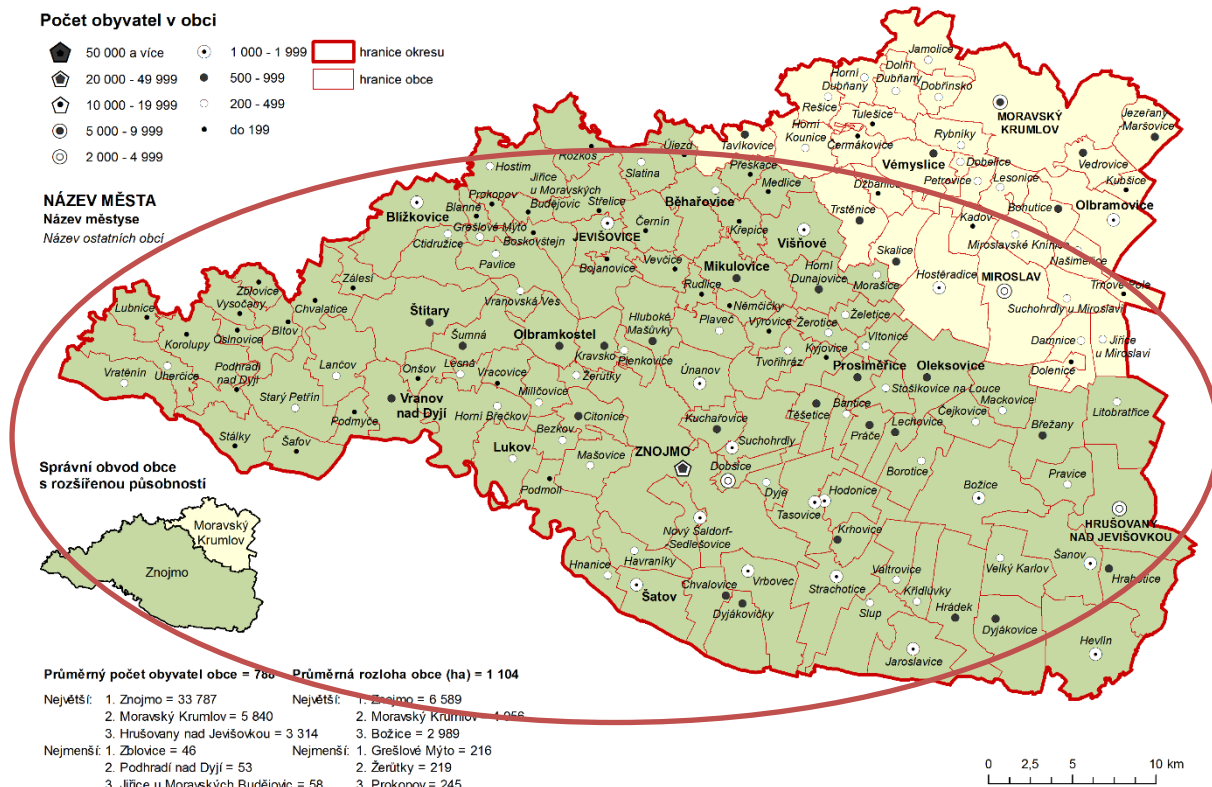 Počet obyvatel v obci
50 000 a více
20 000 - 49 999
10 000 - 19 999
5 000 - 9 999
2 000 - 4 999
1 000 - 1 999
500 - 999
200 - 499
do 199
hranice okresu
hranice obce
NÁZEV MĚSTA
Název městyse
Název ostatních obcí
Jamolice
Horní
Dubňany
Dolní
Dubňany
Dobřínsko
Rešice
MORAVSKÝ
KRUMLOV
Jezeřany-
Maršovice
Tulešice
Horní
Kounice
Čermákovice
Rybníky
Vémyslice
Dobelice
Vedrovice
Petrovice
Lesonice
Kubšice
Tavíkovice
Újezd
Rozkoš
Přeskače
Medlice
Džbánice
Bohutice
Olbramovice
Hostim
Slatina
Jiřice
u Moravských
Budějovic
Prokopov
Střelice
Běhařovice
Trstěnice
Kadov
Blanné
Blížkovice
Grešlové Mýto
Boskovštejn
JEVIŠOVICE
Černín
Křepice
Višňové
Miroslavské Knínice
Našiměřice
Skalice
Ctidružice
Pavlice
Bojanovice
Vevčice
Mikulovice
Horní
Dunajovice
Morašice
Hostěradice
MIROSLAV
Trnové Pole
Suchohrdly u Miroslavi
Zálesí
Zblovice
Vysočany
Chvalatice
Lubnice
Bítov
Oslnovice
Korolupy
Vranovská Ves
Rudlice
Němčičky
Plaveč
Výrovice
Želetice
Žerotice
Vítonice
Damnice
Jiřice
u Miroslavi
Dolenice
Štítary
Olbramkostel
Hluboké
Mašůvky
Šumná
Kravsko
Plenkovice
Tvořihráz
Kyjovice
Prosiměřice
Oleksovice
Vratěnín
Uherčice
Podhradí
nad Dyjí
Lančov
Onšov
Lesná
Vracovice
Žerůtky
Únanov
Stošíkovice na Louce
Mackovice
Litobratřice
Starý Petřín
Podmyče
Vranov
nad Dyjí
Horní Břečkov
Milíčovice
Citonice
Bezkov
Kuchařovice
Těšetice
Bantice
Práče
Lechovice
Čejkovice
Břežany
Stálky
Šafov
Lukov
Mašovice
ZNOJMO
Suchohrdly
Dobšice
Borotice
Pravice
Podmolí
Dyje
Hodonice
Tasovice
Božice
HRUŠOVANY
NAD JEVIŠOVKOU
Nový Šaldorf-
Sedlešovice
Krhovice
Šanov
Havraníky
Hnanice
Velký Karlov
Hrabětice
Šatov
Chvalovice
Vrbovec
Dyjákovičky
Strachotice
Valtrovice
Křídlůvky
Slup
Hrádek
Dyjákovice
Jaroslavice
Hevlín
Správní obvod obce
s rozšířenou působností
Moravský
Krumlov
Znojmo
Průměrný počet obyvatel obce = 788
Největší: 1. Znojmo = 33 787
2. Moravský Krumlov = 5 840
3. Hrušovany nad Jevišovkou = 3 314
Nejmenší: 1. Zblovice = 46
2. Podhradí nad Dyjí = 53
3. Jiřice u Moravských Budějovic = 58
Průměrná rozloha obce (ha) = 1 104
Největší: 1. Znojmo = 6 589
2. Moravský Krumlov
3. Božice = 2 989
Nejmenší: 1. Grešlové Mýto = 216
2. Žerůtky = 219
3. Prokopov = 245
0 2,5 5 10 km